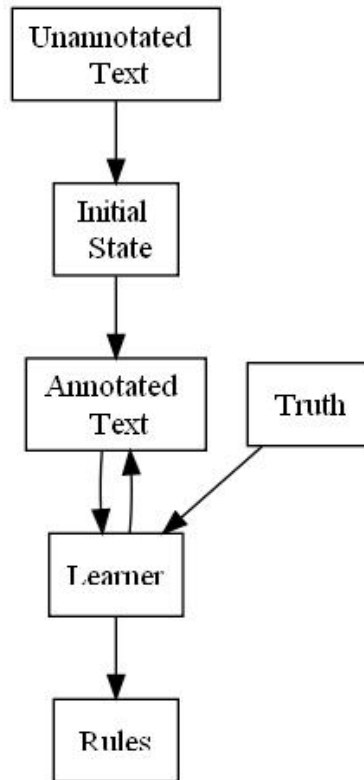 Unannotated
Text
Initial
State
Annotated
Text
Truth
Learner
Rules